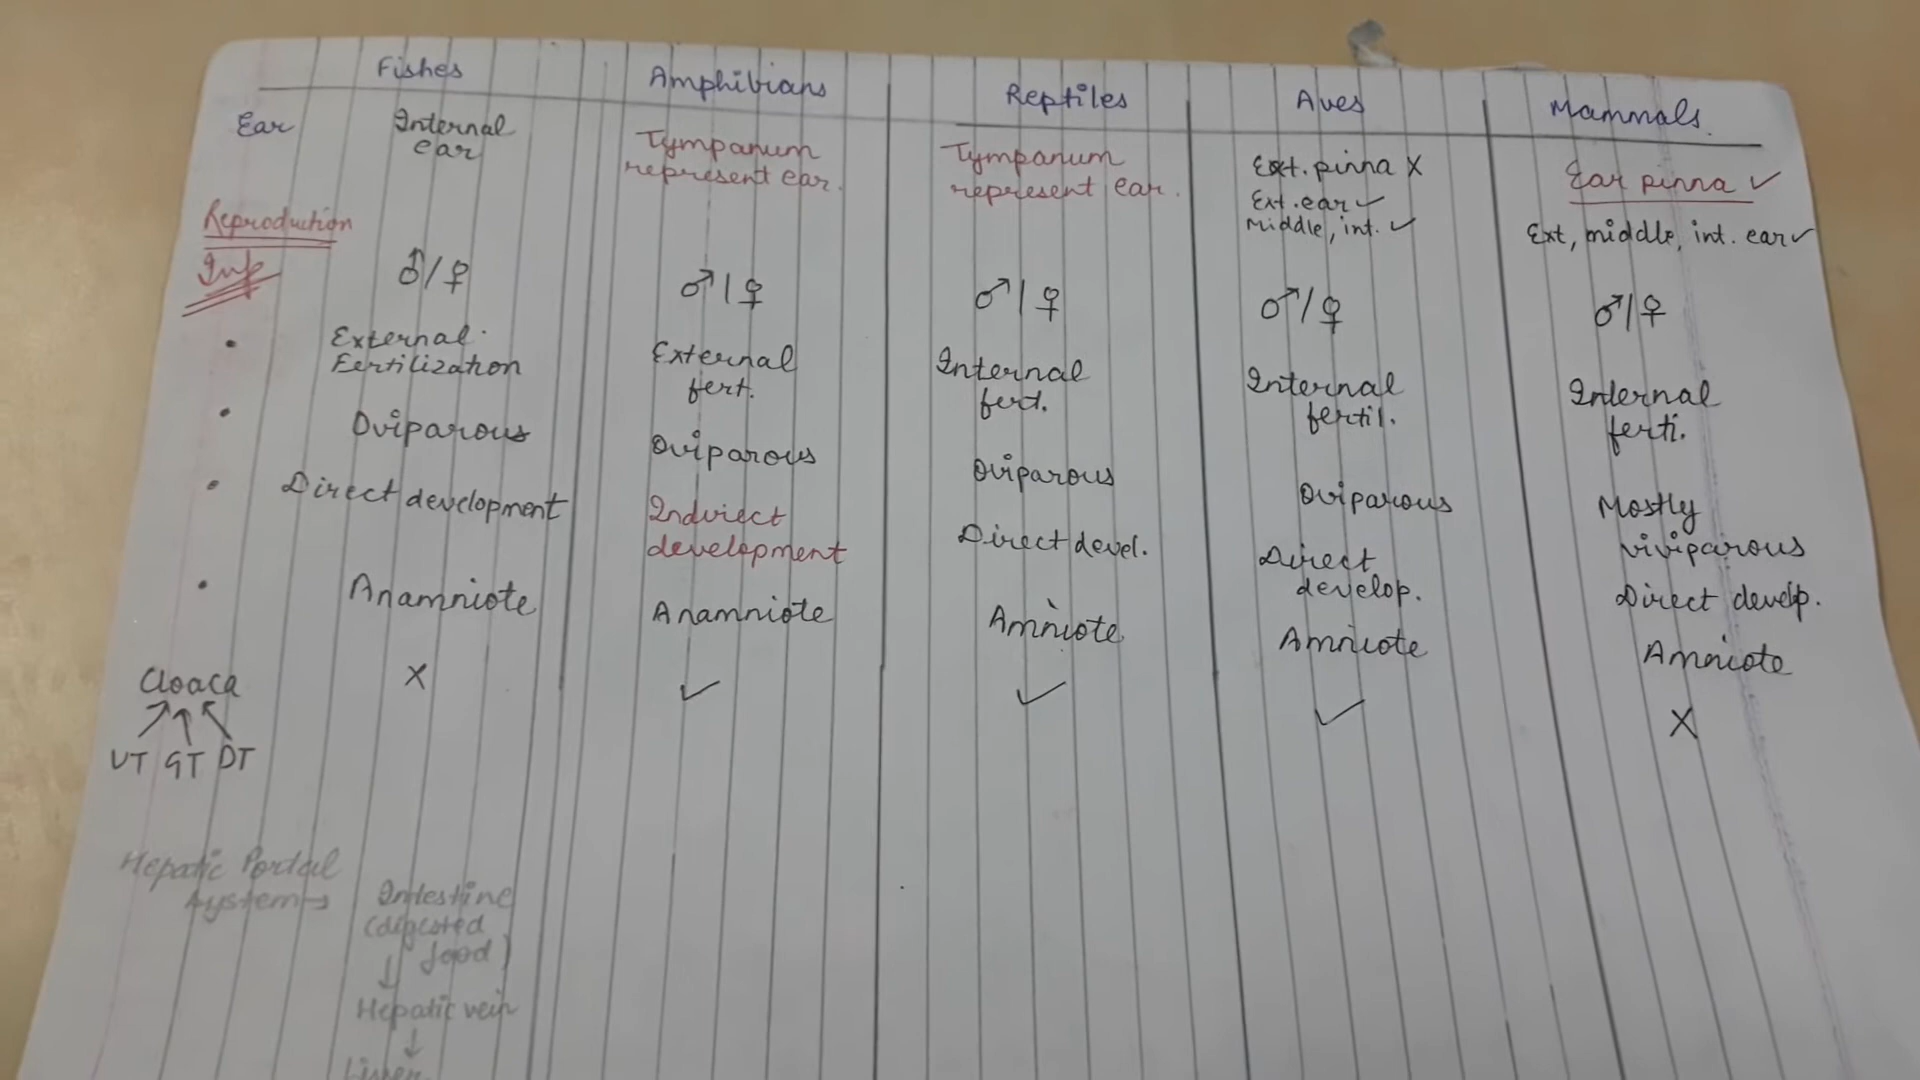 Fishes Amphibians Reptiles Aves Mammals.
Ear Internal ear Tympanum represent ear. Tympanum represent ear. Ext. pinna X Ext. ear ✓ Middle, int. ✓ Ear pinna ✓ Ext, middle, int. ear ✓
Reproduction
Imp ♂/♀ ♂/♀ ♂/♀ ♂/♀ ♂/♀
• External Fertilization External fert. Internal fert. Internal fertil. Internal ferti.
• Oviparous Oviparous Oviparous Oviparous Mostly viviparous
• Direct development Indirect development Direct devel. Direct develop. Direct develp.
• Anamniote Anamniote Amniote Amniote Amniote
Cloaca X ✓ ✓ ✓ X
UT GT DT
Hepatic Portal
System → Intestine
(digested
food)
↓
Hepatic vein
↓